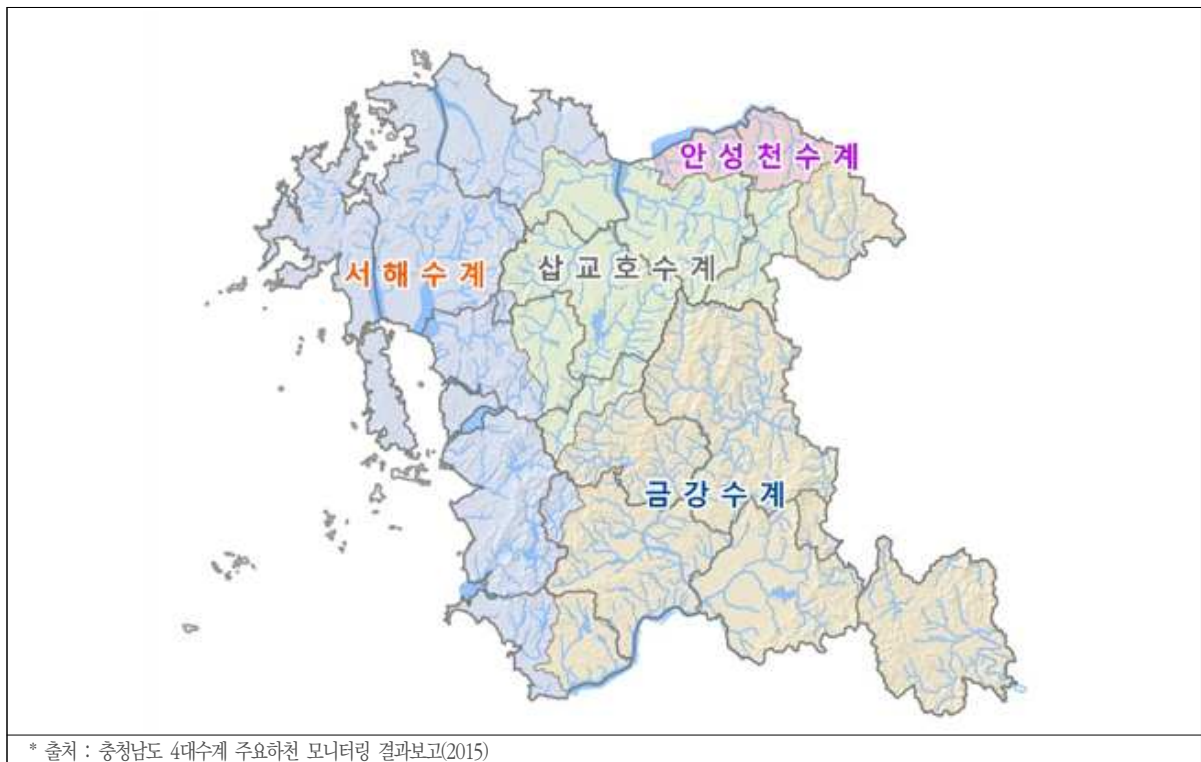 안성천수계
서해수계
삽교호수계
금강수계
* 출처 : 충청남도 4대수계 주요하천 모니터링 결과보고(2015)